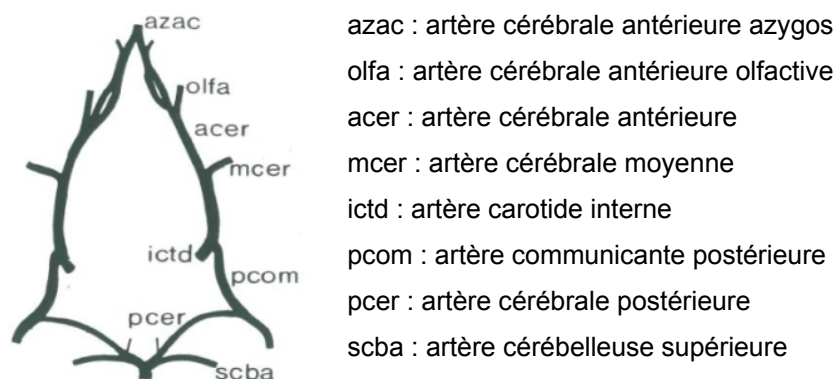 azac
olfa
acer
mcer
ictd
pcom
pcer
scba
azac : artère cérébrale antérieure azygos
olfa : artère cérébrale antérieure olfactive
acer : artère cérébrale antérieure
mcer : artère cérébrale moyenne
ictd : artère carotide interne
pcom : artère communicante postérieure
pcer : artère cérébrale postérieure
scba : artère cérébelleuse supérieure